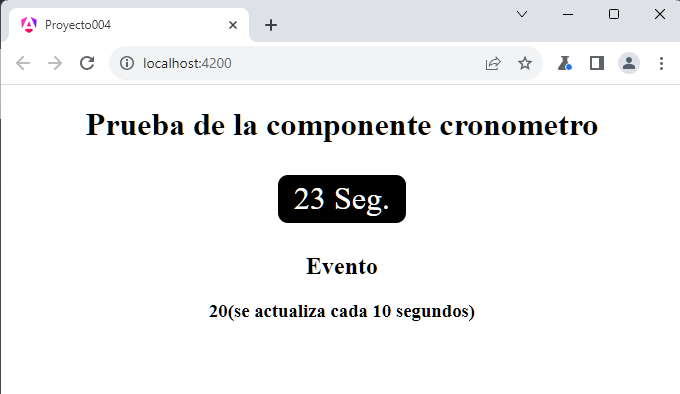 Proyecto004
localhost:4200
Prueba de la componente cronometro
23 Seg.
Evento
20(se actualiza cada 10 segundos)